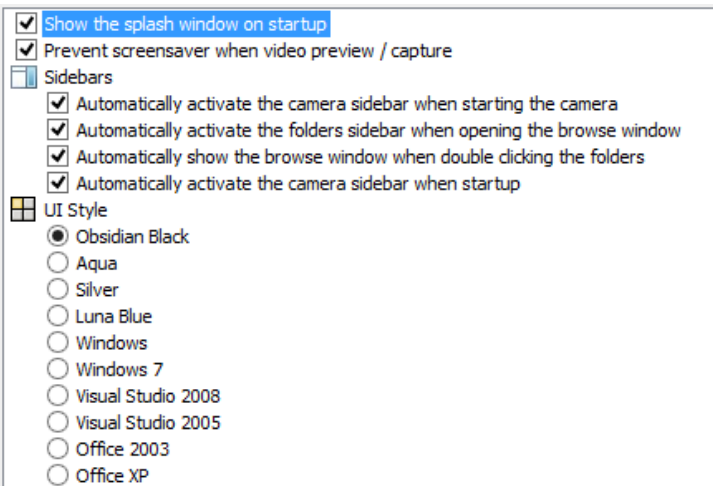 Show the splash window on startup
Prevent screensaver when video preview / capture
Sidebars
Automatically activate the camera sidebar when starting the camera
Automatically activate the folders sidebar when opening the browse window
Automatically show the browse window when double clicking the folders
Automatically activate the camera sidebar when startup
UI Style
Obsidian Black
Aqua
Silver
Luna Blue
Windows
Windows 7
Visual Studio 2008
Visual Studio 2005
Office 2003
Office XP